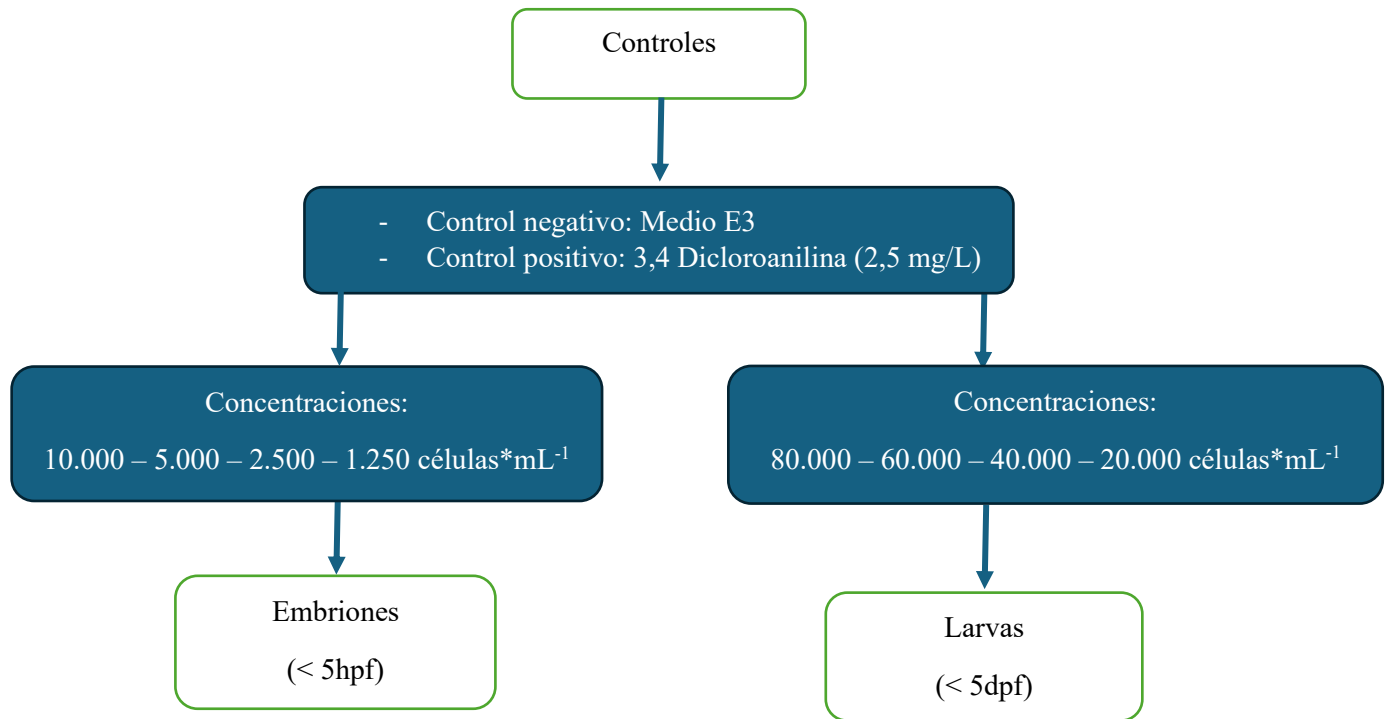 Controles
- Control negativo: Medio E3
- Control positivo: 3,4 Dicloroanilina (2,5 mg/L)
Concentraciones:
10.000 – 5.000 – 2.500 – 1.250 células*mL⁻¹
Concentraciones:
80.000 – 60.000 – 40.000 – 20.000 células*mL⁻¹
Embriones
(< 5hpf)
Larvas
(< 5dpf)